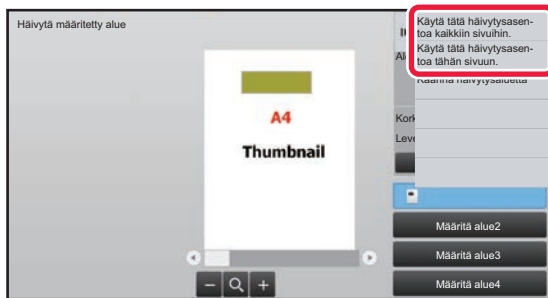 Häivytä määritetty alue
Käytä tätä häivytysasen-
toa kaikkiin sivuihin.
Käytä tätä häivytysasen-
toa tähän sivuun.
Käännä häivytysaluetta
A4
Thumbnail
Kork
Leve
Määritä alue2
Määritä alue3
Määritä alue4